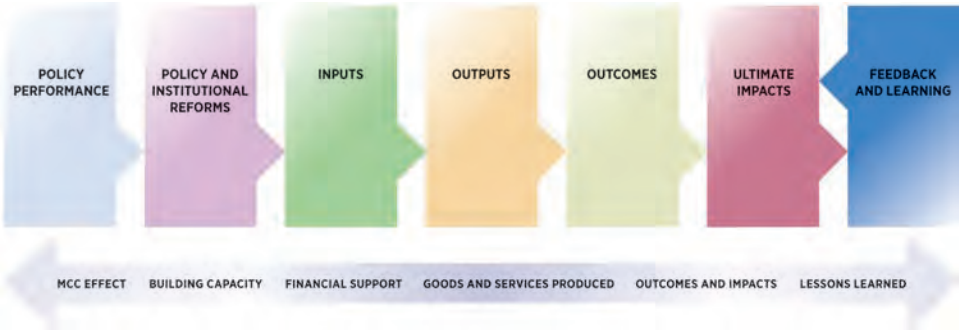 POLICY
PERFORMANCE
POLICY AND
INSTITUTIONAL
REFORMS
INPUTS
OUTPUTS
OUTCOMES
ULTIMATE
IMPACTS
FEEDBACK
AND LEARNING
MCC EFFECT
BUILDING CAPACITY
FINANCIAL SUPPORT
GOODS AND SERVICES PRODUCED
OUTCOMES AND IMPACTS
LESSONS LEARNED